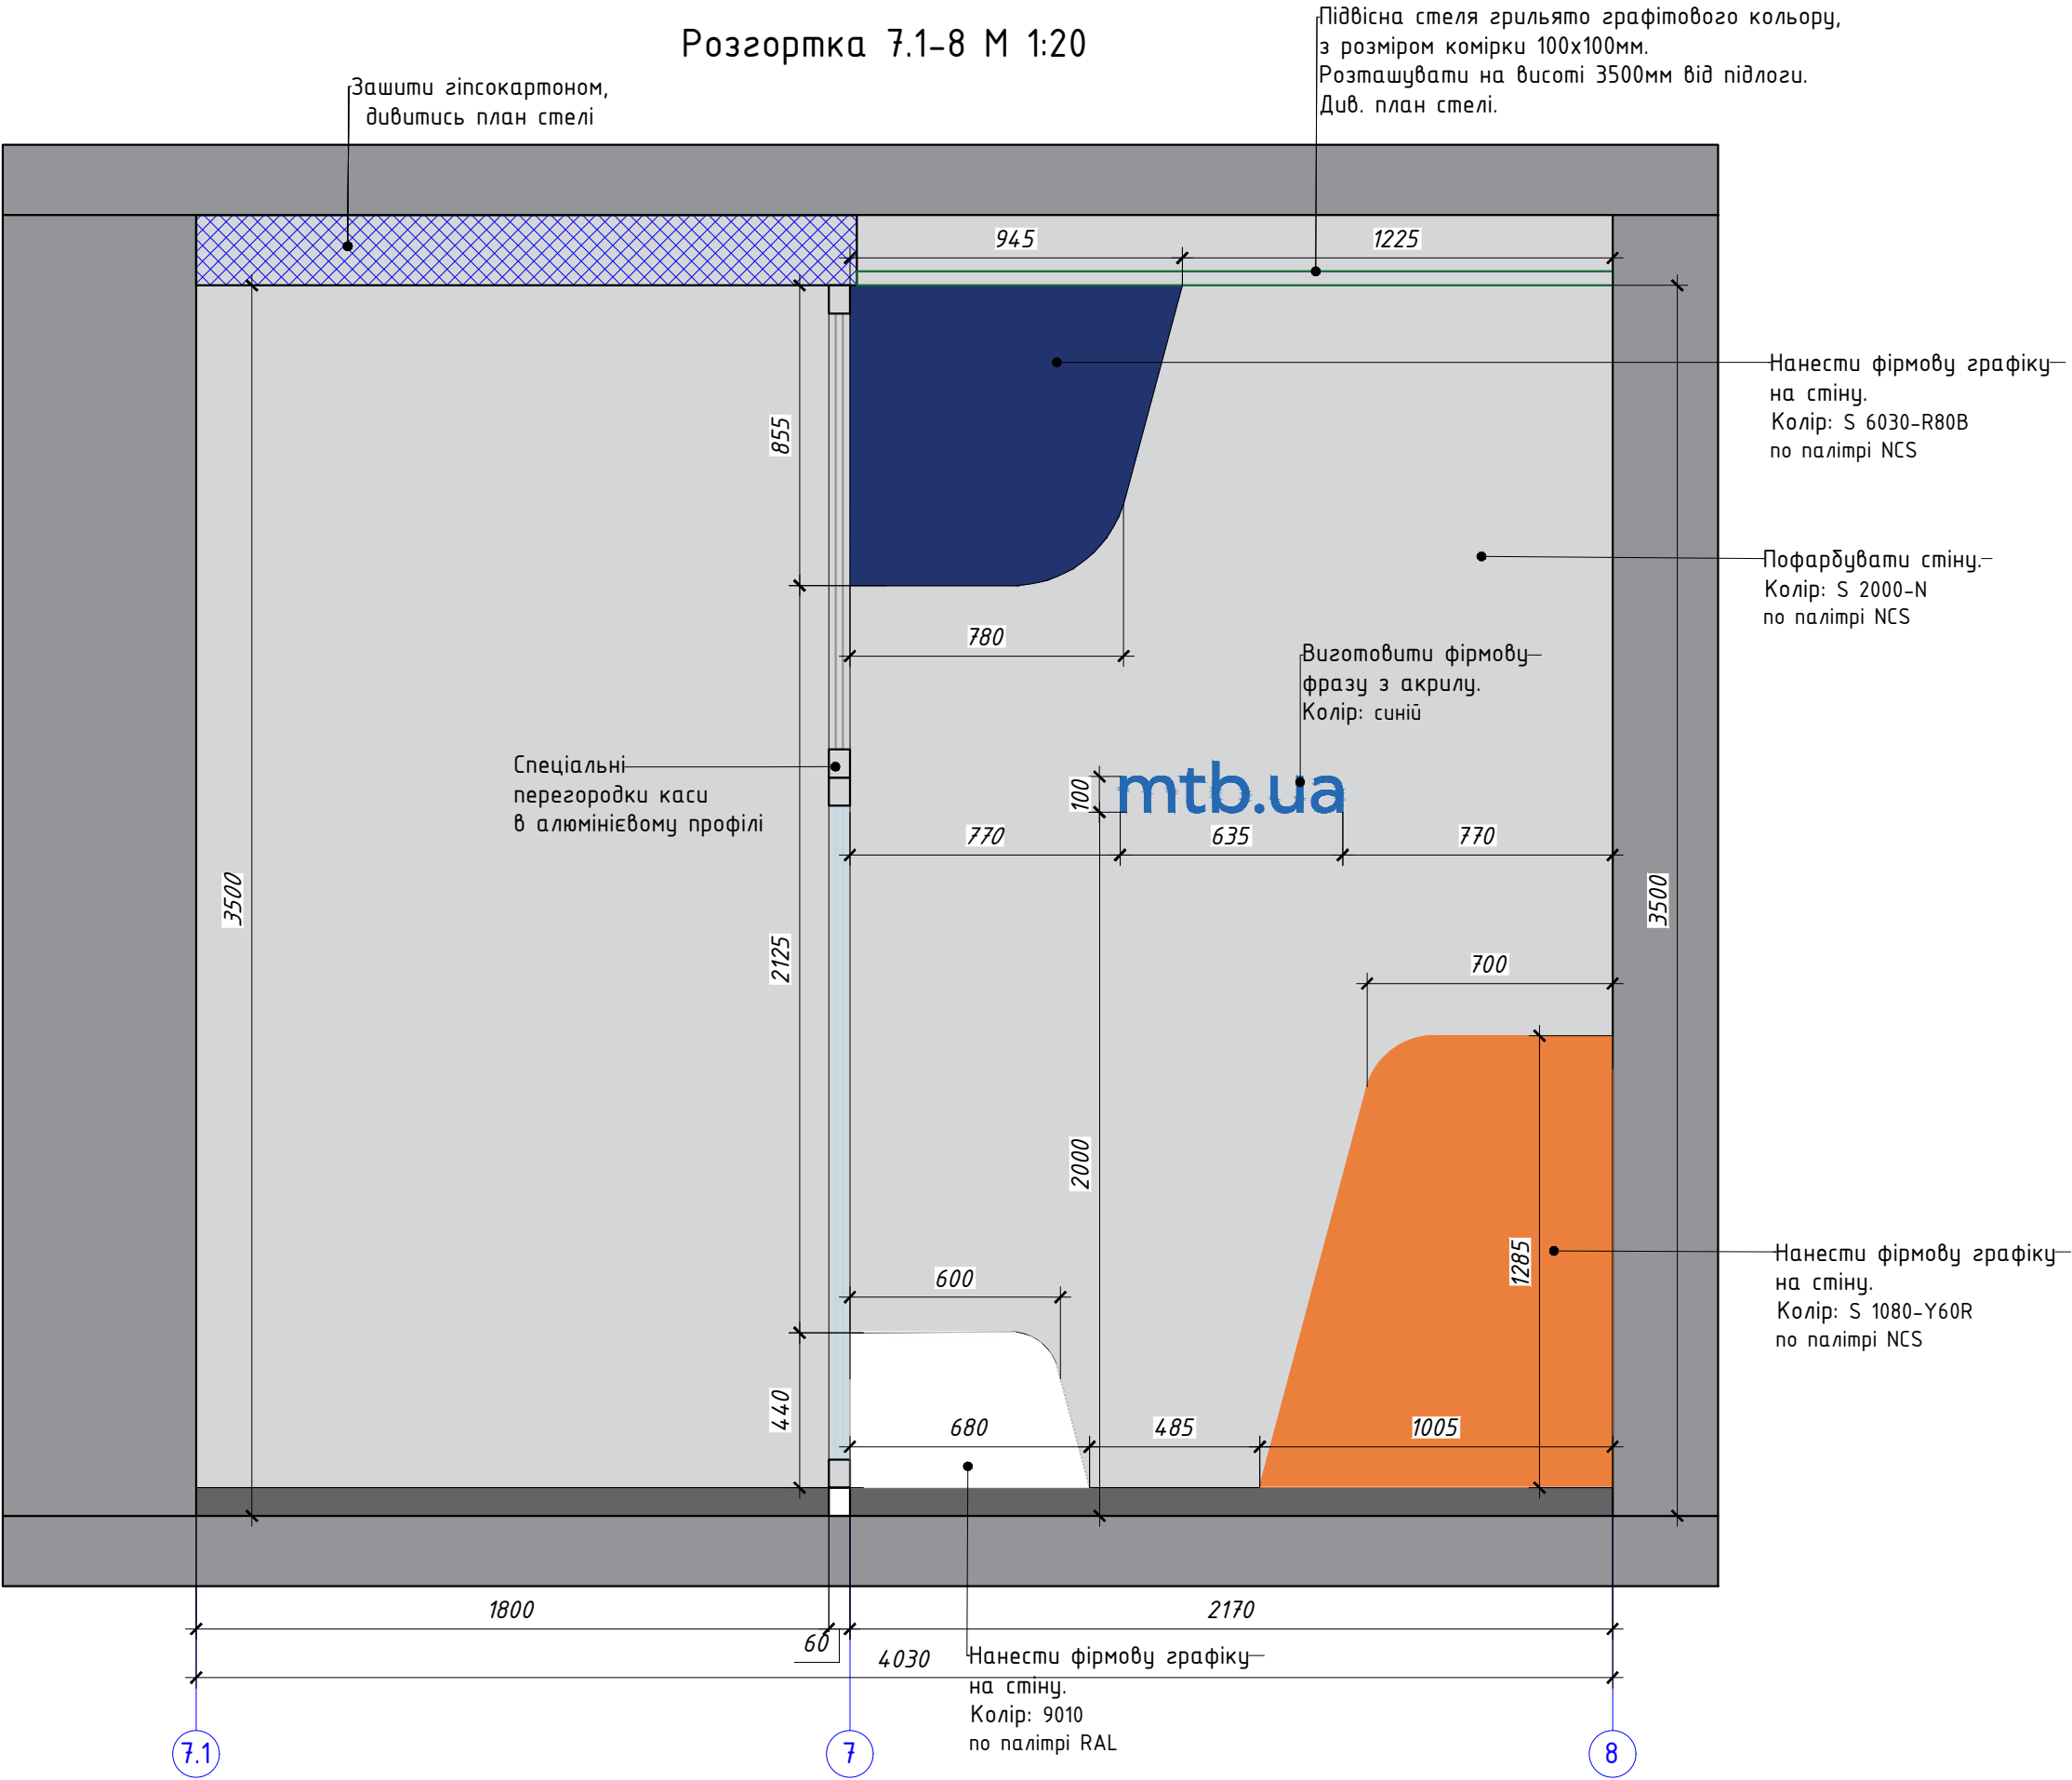 Розгортка 7.1-8 М 1:20
Підвісна стеля грильято графітового кольору,
з розміром комірки 100х100мм.
Розташувати на висоті 3500мм від підлоги.
Див. план стелі.
Зашити гіпсокартоном,
дивитись план стелі
945
1225
855
Нанести фірмову графіку
на стіну.
Колір: S 6030-R80B
по палітрі NCS
Пофарбувати стіну.
Колір: S 2000-N
по палітрі NCS
780
Виготовити фірмову
фразу з акрилу.
Колір: синій
Спеціальні
перегородки каси
в алюмінієвому профілі
100
mtb.ua
770
635
770
3500
2125
3500
700
2000
1285
Нанести фірмову графіку
на стіну.
Колір: S 1080-Y60R
по палітрі NCS
600
440
680
485
1005
1800
60
2170
4030
Нанести фірмову графіку
на стіну.
Колір: 9010
по палітрі RAL
7.1
7
8